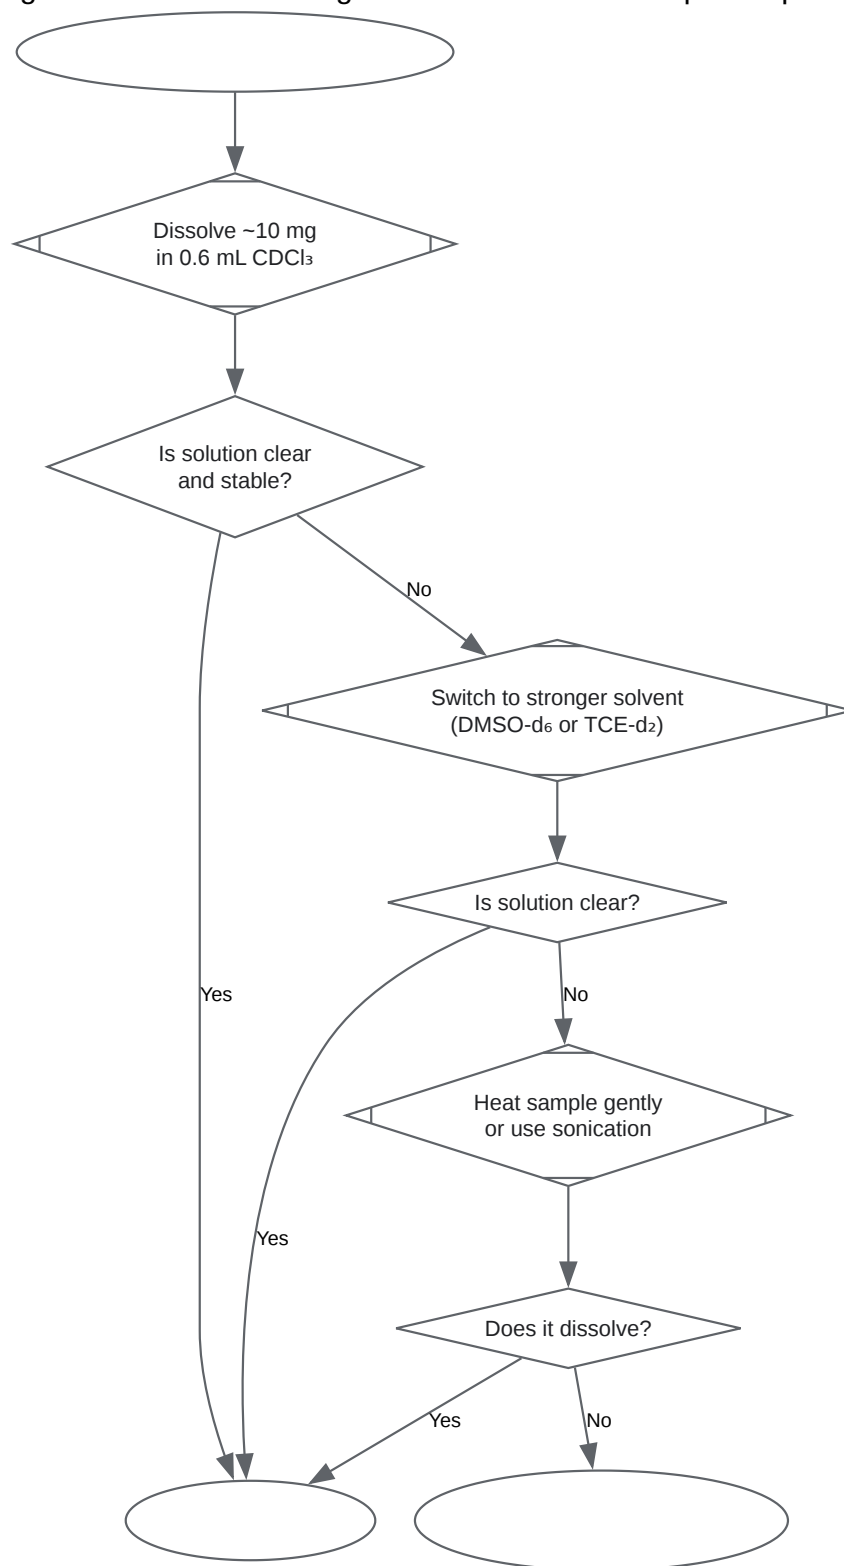 Dissolve ~10 mg
in 0.6 mL CDCl₃
Is solution clear
and stable?
No
Switch to stronger solvent
(DMSO-d₆ or TCE-d₂)
Is solution clear?
Yes
No
Heat sample gently
or use sonication
Yes
Does it dissolve?
Yes
No